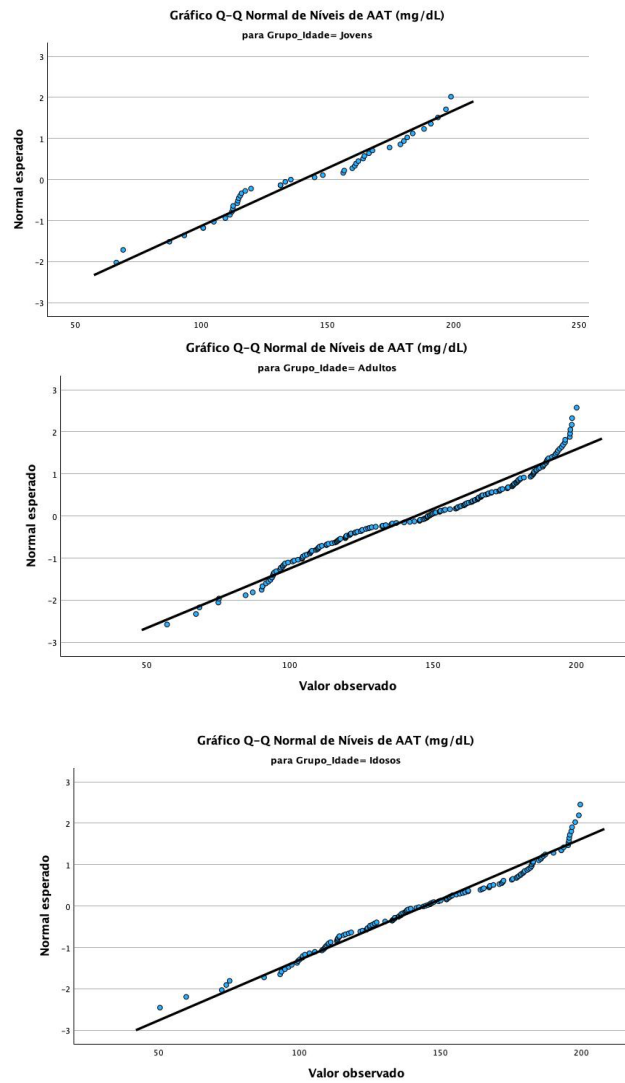 Gráfico Q-Q Normal de Níveis de AAT (mg/dL)
para Grupo_Idade= Jovens
Normal esperado
3
2
1
0
-1
-2
-3
50 100 150 200 250
Gráfico Q-Q Normal de Níveis de AAT (mg/dL)
para Grupo_Idade= Adultos
Normal esperado
3
2
1
0
-1
-2
-3
50 100 150 200
Valor observado
Gráfico Q-Q Normal de Níveis de AAT (mg/dL)
para Grupo_Idade= Idosos
Normal esperado
3
2
1
0
-1
-2
-3
50 100 150 200
Valor observado